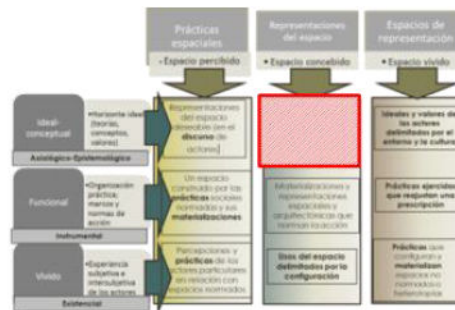 Prácticas
espaciales
Espacio percibido
Representaciones
del espacio
• Espacio concebido
Espacios de
representación
• Espacio vivido
Ideal-
conceptual
• Horizonte ideal
(teorías,
conceptos,
valores)
Axiológico-Epistemológico
Representaciones
del espacio
deseable (en el
discurso de
actores)
Ideales y valores de
los actores
delimitados por el
entorno y la cultura
Funcional
• Organización
práctica:
marcos y
normas de
acción
Instrumental
Un espacio
construido por las
prácticas sociales
normadas y sus
materializaciones
Materializaciones y
representaciones
espaciales y
arquitectónicas que
norman la acción
Prácticas ejercidas
que reajustan una
prescripción
Vivido
• Experiencia
subjetiva e
intersubjetiva
de los actores
Existencial
Percepciones y
prácticas de los
actores particulares
en relación con
espacios normados
Usos del espacio
delimitados por la
configuración
Prácticas que
configuran y
materializan
espacios no
normados o
heterotopías